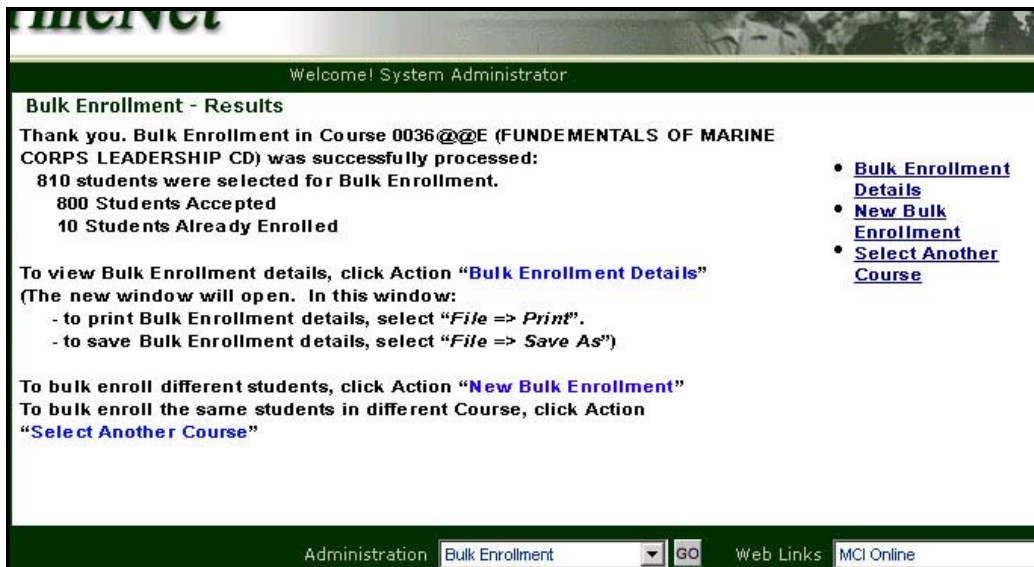 Welcome! System Administrator
Bulk Enrollment - Results
Thank you. Bulk Enrollment in Course 0036@@E (FUNDEMENTALS OF MARINE
CORPS LEADERSHIP CD) was successfully processed:
810 students were selected for Bulk Enrollment.
800 Students Accepted
10 Students Already Enrolled
To view Bulk Enrollment details, click Action “Bulk Enrollment Details”
(The new window will open. In this window:
- to print Bulk Enrollment details, select “File => Print”.
- to save Bulk Enrollment details, select “File => Save As”)
To bulk enroll different students, click Action “New Bulk Enrollment”
To bulk enroll the same students in different Course, click Action
“Select Another Course”
• Bulk Enrollment
Details
• New Bulk
Enrollment
• Select Another
Course
Administration Bulk Enrollment GO Web Links MCI Online